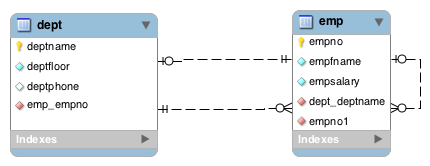 dept
deptname
deptfloor
deptphone
emp_empno
Indexes
emp
empno
empfname
empsalary
dept_deptname
empno1
Indexes